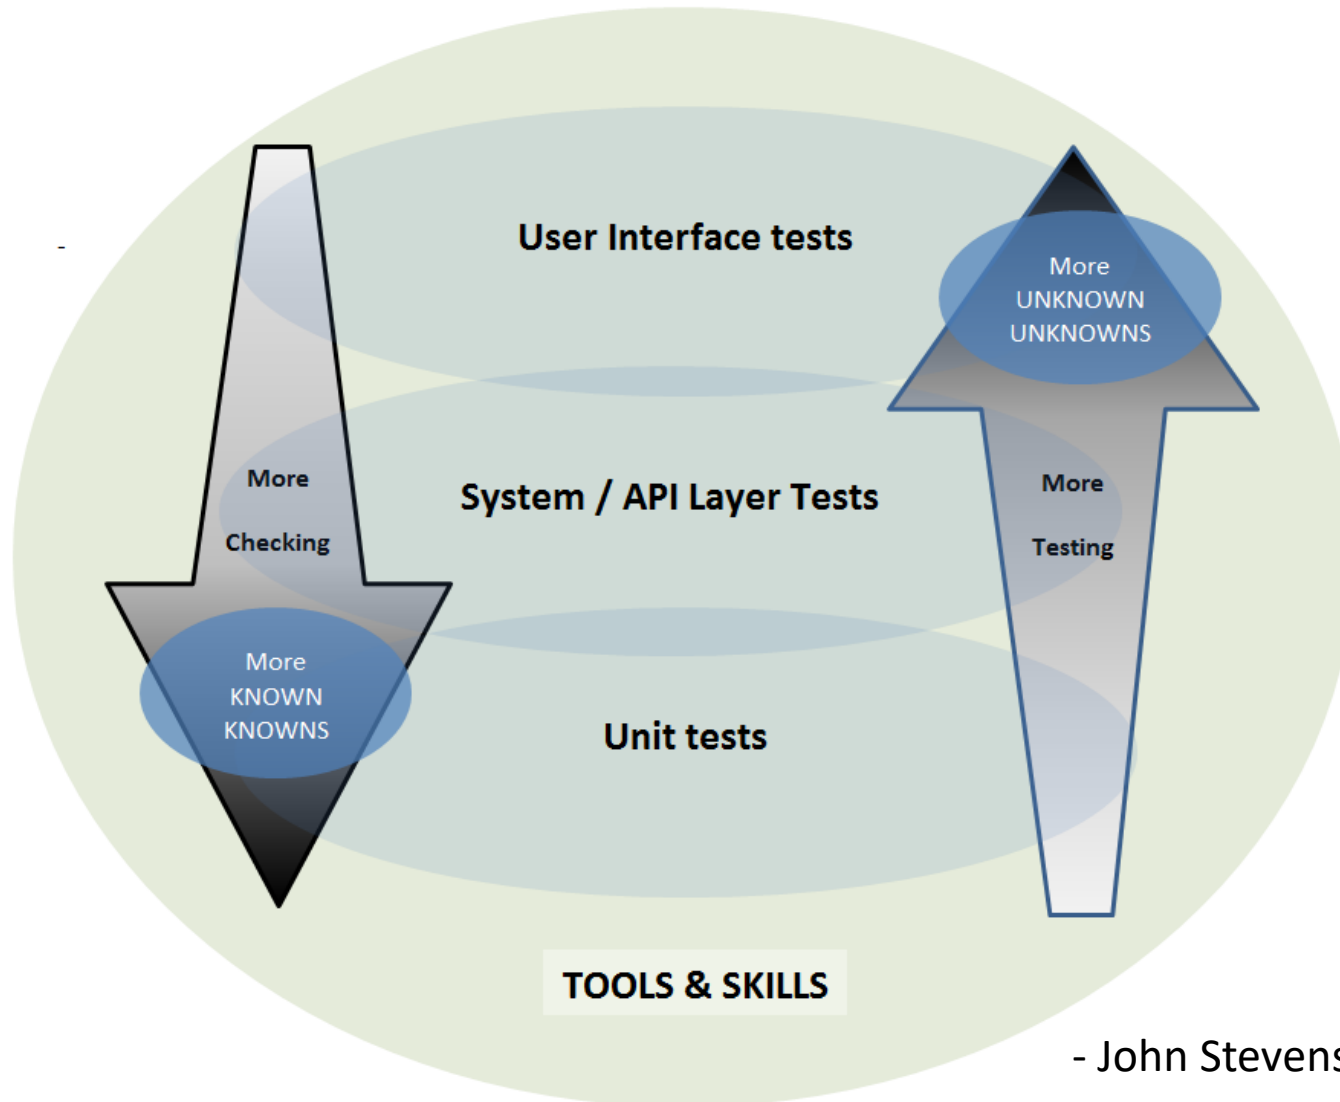 User Interface tests
-
More
UNKNOWN
UNKNOWNS
More
Checking
System / API Layer Tests
More
Testing
More
KNOWN
KNOWNS
Unit tests
TOOLS & SKILLS
- John Stevens